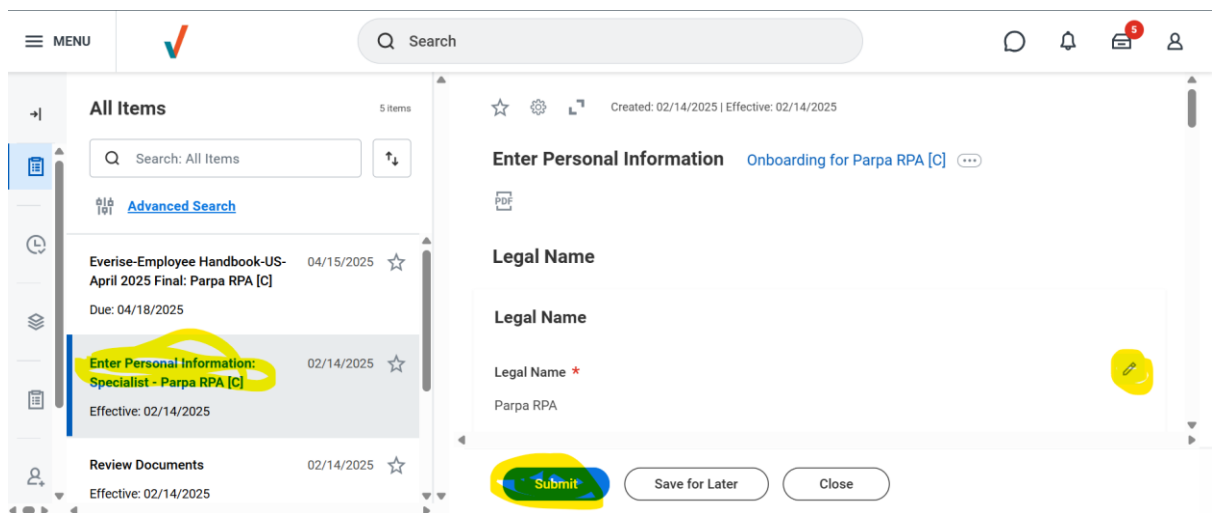 MENU
Search
5
All Items
5 items
Search: All Items
Advanced Search
Everise-Employee Handbook-US-
April 2025 Final: Parpa RPA [C]
04/15/2025
Due: 04/18/2025
Enter Personal Information:
Specialist - Parpa RPA [C]
02/14/2025
Effective: 02/14/2025
Review Documents
02/14/2025
Effective: 02/14/2025
Created: 02/14/2025 | Effective: 02/14/2025
Enter Personal Information
Onboarding for Parpa RPA [C]
PDF
Legal Name
Legal Name
Legal Name *
Parpa RPA
Submit
Save for Later
Close